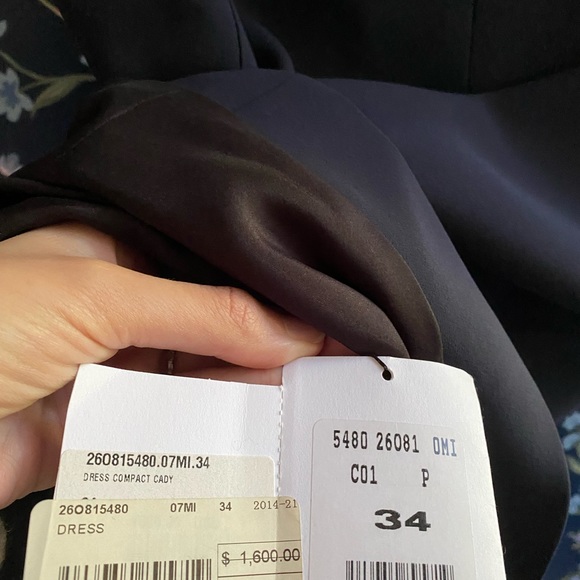 260815480.07MI.34
DRESS COMPACT CADY
260815480 07MI 34 2014-21
DRESS
$ 1,600.00
5480 26081 OMI
C01 P
34